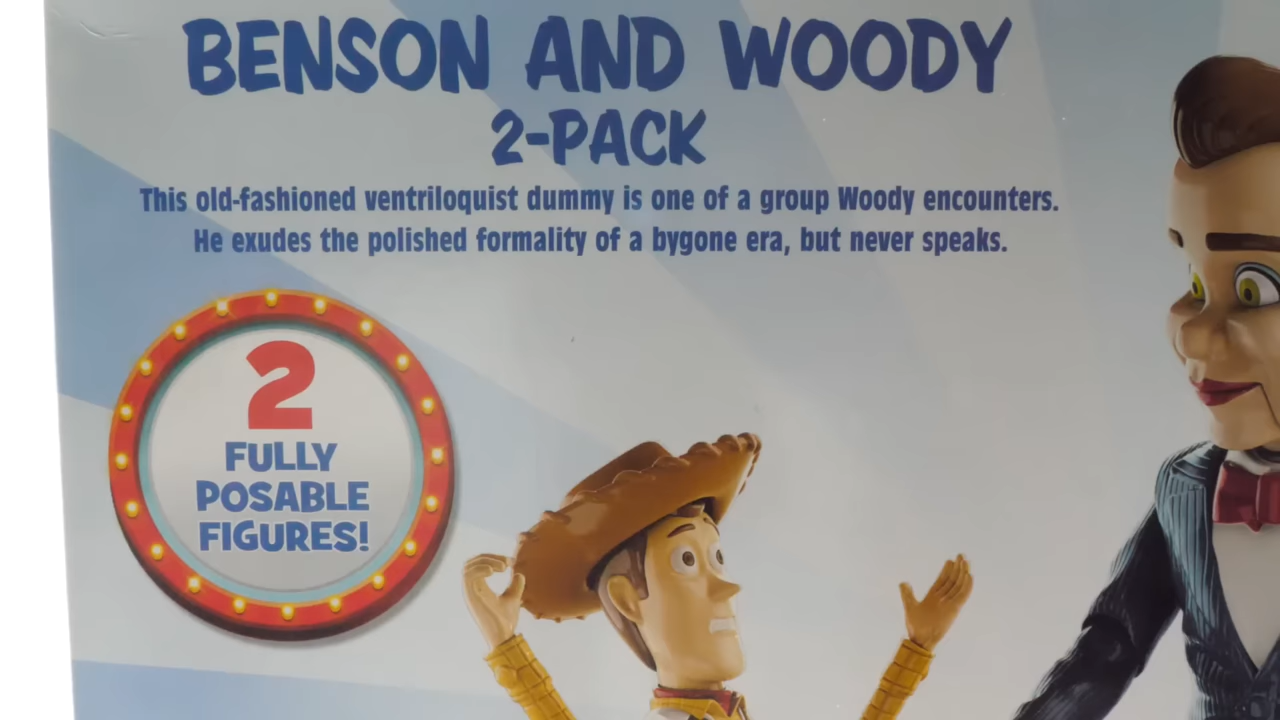 BENSON AND WOODY
2-PACK
This old-fashioned ventriloquist dummy is one of a group Woody encounters.
He exudes the polished formality of a bygone era, but never speaks.
2
FULLY
POSABLE
FIGURES!